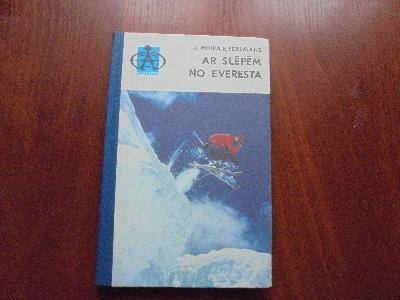 J. MIURA, E. PERLMANS
AR SLĒPĒM
NO EVERESTA